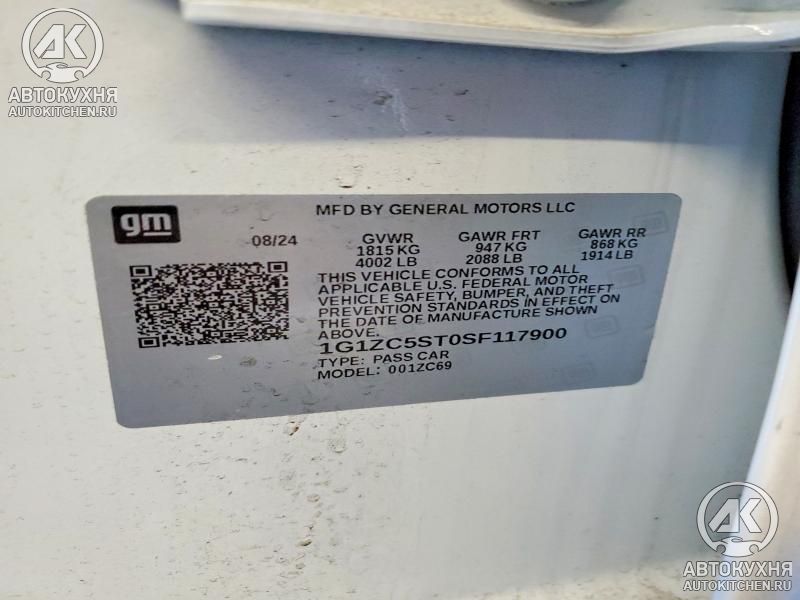 AK
АВТОКУХНЯ
AUTOKITCHEN.RU
gm
MFD BY GENERAL MOTORS LLC
08/24 GVWR GAWR FRT GAWR RR
1815 KG 947 KG 868 KG
4002 LB 2088 LB 1914 LB
THIS VEHICLE CONFORMS TO ALL
APPLICABLE U.S. FEDERAL MOTOR
VEHICLE SAFETY, BUMPER, AND THEFT
PREVENTION STANDARDS IN EFFECT ON
THE DATE OF MANUFACTURE SHOWN
ABOVE.
1G1ZC5ST0SF117900
TYPE: PASS CAR
MODEL: 001ZC69
AK
АВТОКУХНЯ
AUTOKITCHEN.RU